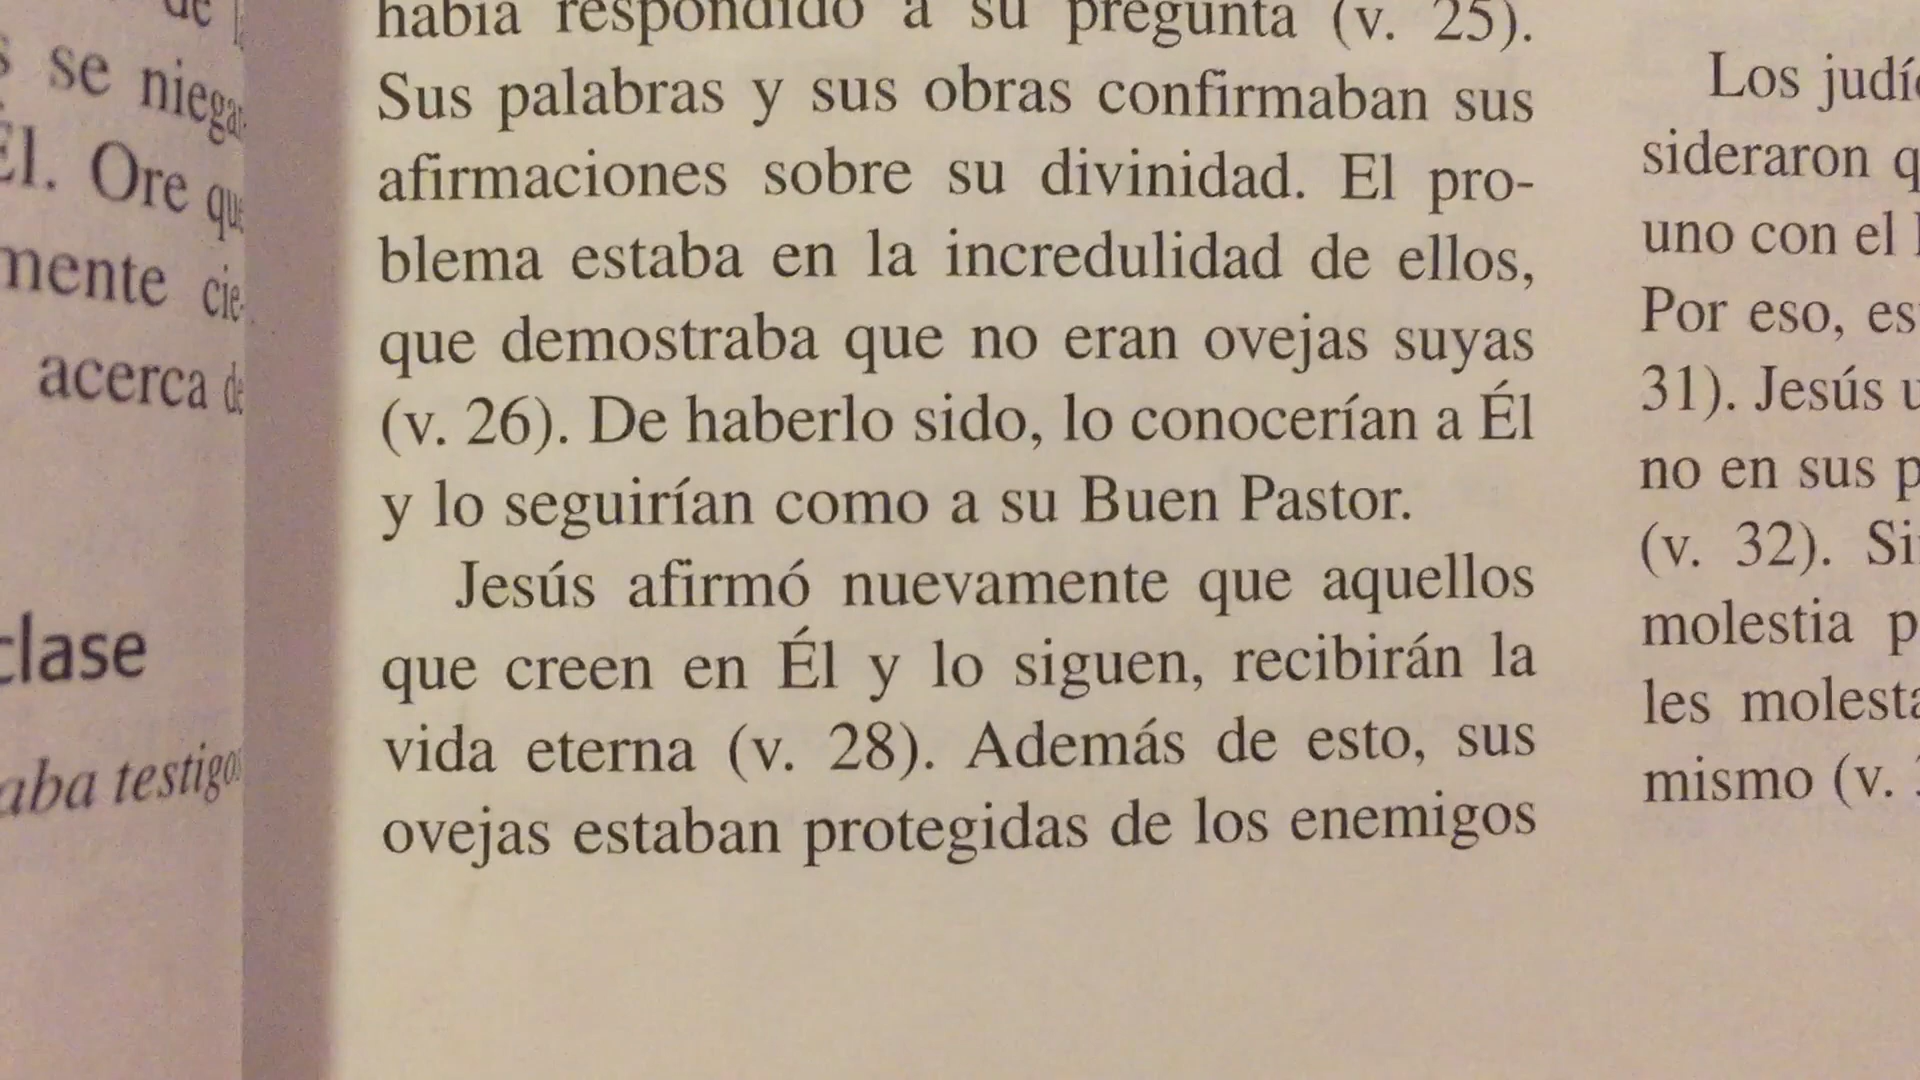 se
Él. Ore
mente
acerca
clase
aba
había respondido a su pregunta (v. 25).
Sus palabras y sus obras confirmaban sus
afirmaciones sobre su divinidad. El pro-
blema estaba en la incredulidad de ellos,
que demostraba que no eran ovejas suyas
(v. 26). De haberlo sido, lo conocerían a Él
y lo seguirían como a su Buen Pastor.
Jesús afirmó nuevamente que aquellos
que creen en Él y lo siguen, recibirán la
vida eterna (v. 28). Además de esto, sus
ovejas estaban protegidas de los enemigos
Los
sideraron
uno con el
Por eso,
31). Jesús
no en sus
(v. 32).
molestia
les
mismo (v.